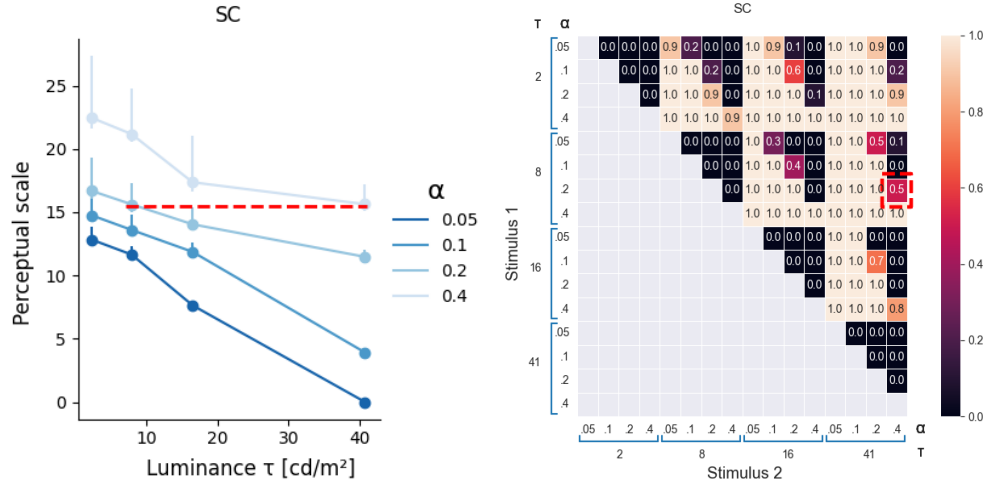 SC
Perceptual scale
25
20
15
10
5
0
10 20 30 40
Luminance τ [cd/m²]
α
0.05
0.1
0.2
0.4
SC
τ α
Stimulus 1
2
8
16
41
.05 0.0 0.0 0.0 0.9 0.2 0.0 0.0 1.0 0.9 0.1 0.0 1.0 1.0 0.9 0.0
.1 0.0 0.0 1.0 1.0 0.2 0.0 1.0 1.0 0.6 0.0 1.0 1.0 1.0 0.2
.2 0.0 1.0 1.0 0.9 0.0 1.0 1.0 1.0 0.1 1.0 1.0 1.0 0.9
.4 1.0 1.0 1.0 0.9 1.0 1.0 1.0 1.0 1.0 1.0 1.0 1.0
.05 0.0 0.0 0.0 1.0 0.3 0.0 0.0 1.0 1.0 0.5 0.1
.1 0.0 0.0 1.0 1.0 0.4 0.0 1.0 1.0 1.0 0.0
.2 0.0 1.0 1.0 1.0 0.0 1.0 1.0 1.0 0.5
.4 1.0 1.0 1.0 1.0 1.0 1.0 1.0 1.0
.05 0.0 0.0 0.0 1.0 1.0 0.0 0.0
.1 0.0 0.0 1.0 1.0 0.7 0.0
.2 0.0 1.0 1.0 1.0 0.0
.4 1.0 1.0 1.0 0.8
.05 0.0 0.0 0.0
.1 0.0 0.0
.2 0.0
.4
.05 .1 .2 .4 .05 .1 .2 .4 .05 .1 .2 .4 .05 .1 .2 .4 α
2 8 16 41 τ
Stimulus 2
1.0
0.8
0.6
0.4
0.2
0.0